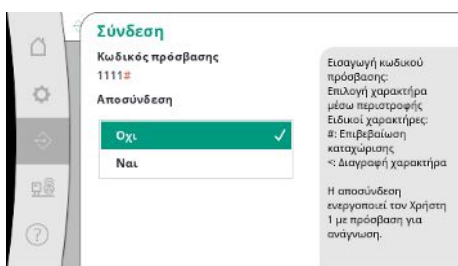 Σύνδεση
Κωδικός πρόσβασης
1111#
Αποσύνδεση
Όχι
Ναι
Εισαγωγή κωδικού
πρόσβασης:
Επιλογή χαρακτήρα
μέσω περιστροφής
Ειδικοί χαρακτήρες:
#: Επιβεβαίωση
καταχώρισης
<: Διαγραφή χαρακτήρα
Η αποσύνδεση
ενεργοποιεί τον Χρήστη
1 με πρόσβαση για
ανάγνωση.